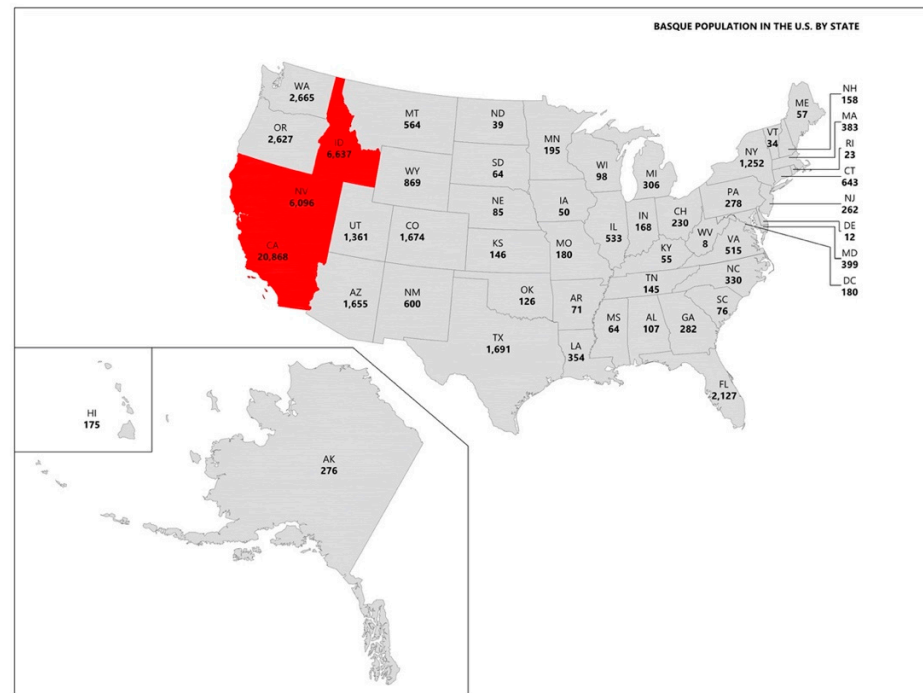 BASQUE POPULATION IN THE U.S. BY STATE
WA
2,665
OR
2,627
ID
6,637
NV
6,096
CA
20,868
MT
564
WY
869
UT
1,361
CO
1,674
AZ
1,655
NM
600
ND
39
SD
64
NE
85
KS
146
OK
126
TX
1,691
MN
195
IA
50
MO
180
AR
71
LA
354
WI
98
IL
533
MI
306
IN
168
OH
230
KY
55
TN
145
MS
64
AL
107
GA
282
FL
2,127
SC
76
NC
330
VA
515
WV
8
PA
278
NY
1,252
VT
34
ME
57
NH
158
MA
383
RI
23
CT
643
NJ
262
DE
12
MD
399
DC
180
HI
175
AK
276